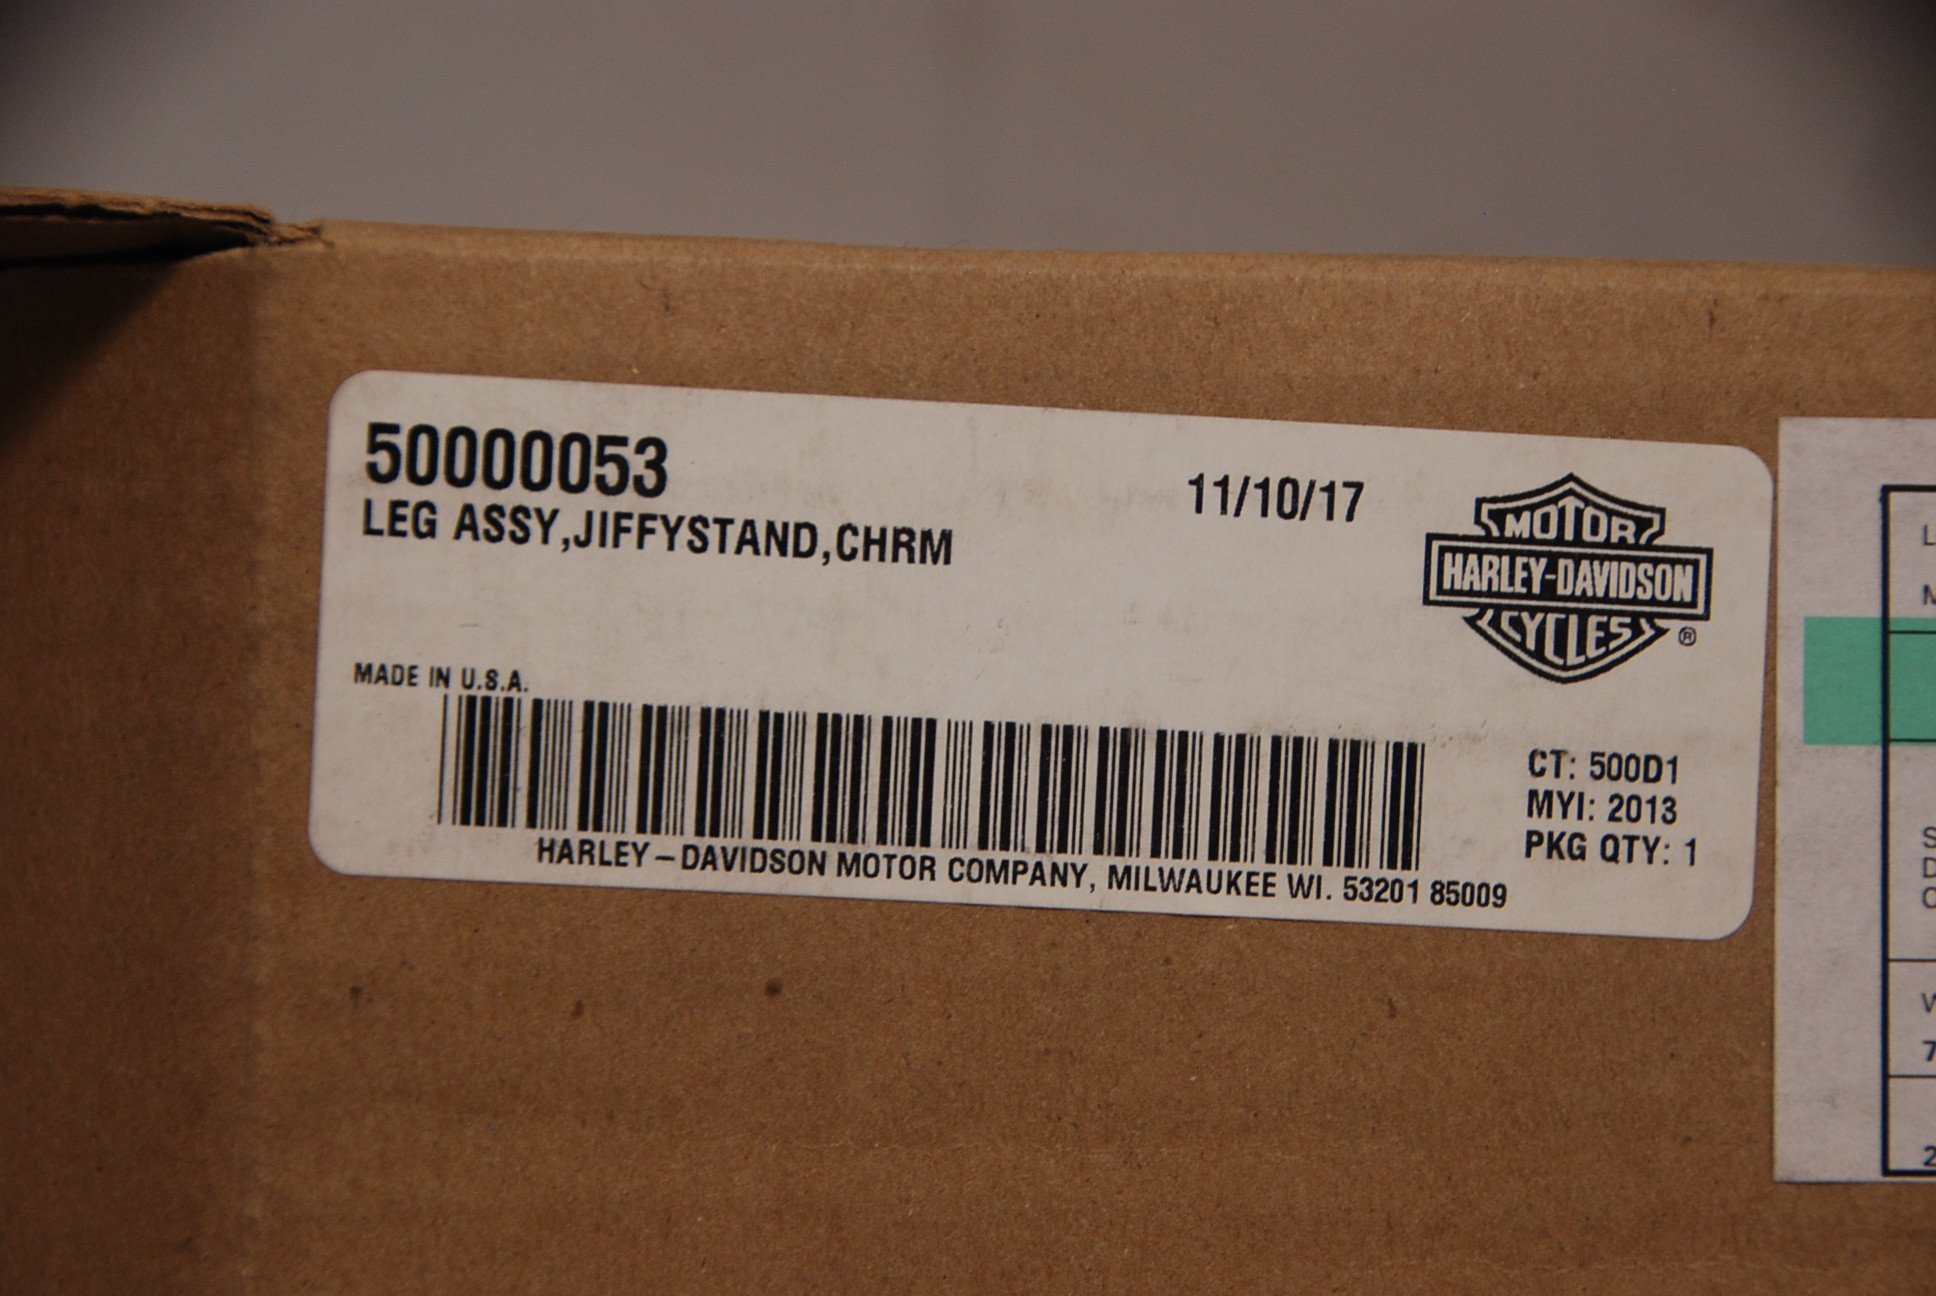 50000053
LEG ASSY,JIFFYSTAND,CHRM
11/10/17
MOTOR
HARLEY-DAVIDSON
CYCLES
®
MADE IN U.S.A.
CT: 500D1
MYI: 2013
PKG QTY: 1
HARLEY-DAVIDSON MOTOR COMPANY, MILWAUKEE WI. 53201 85009